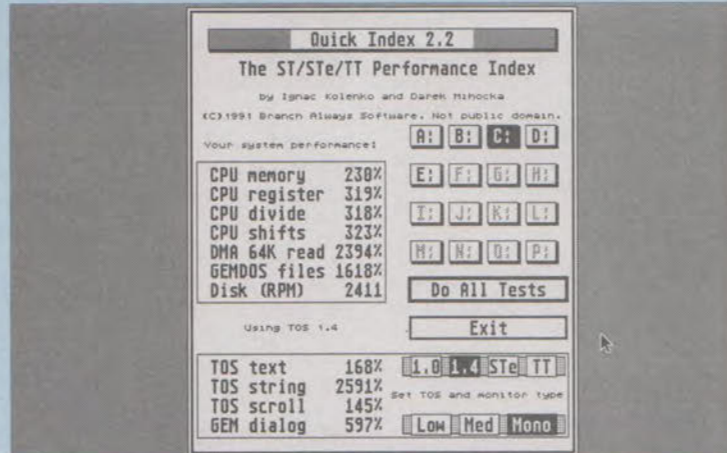 Quick Index 2.2
The ST/STe/TT Performance Index
by Ignac Kolenko and Darek Mihocka
(C)1991 Branch Always Software. Not public domain.
Your system performance:
A: B: C: D:
CPU memory 230%
CPU register 319%
CPU divide 318%
CPU shifts 323%
DMA 64K read 2394%
GEMDOS files 1618%
Disk (RPM) 2411
E: F: G: H:
I: J: K: L:
M: N: O: P:
Do All Tests
Using TOS 1.4
Exit
TOS text 168%
TOS string 2591%
TOS scroll 145%
GEM dialog 597%
1.0 1.4 STe TT
Set TOS and monitor type
Low Med Mono